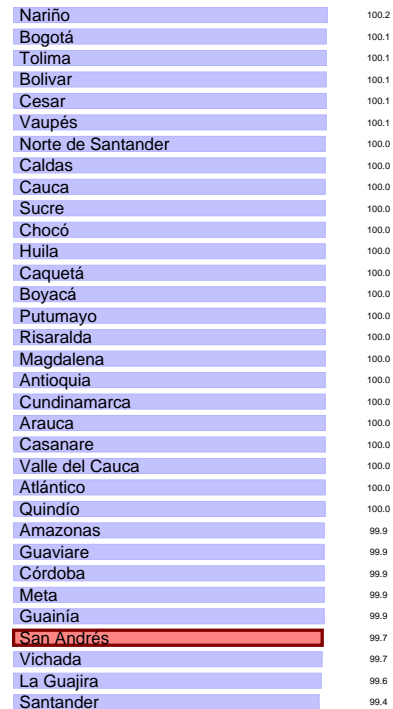 Nariño 100.2
Bogotá 100.1
Tolima 100.1
Bolivar 100.1
Cesar 100.1
Vaupés 100.1
Norte de Santander 100.0
Caldas 100.0
Cauca 100.0
Sucre 100.0
Chocó 100.0
Huila 100.0
Caquetá 100.0
Boyacá 100.0
Putumayo 100.0
Risaralda 100.0
Magdalena 100.0
Antioquia 100.0
Cundinamarca 100.0
Arauca 100.0
Casanare 100.0
Valle del Cauca 100.0
Atlántico 100.0
Quindío 100.0
Amazonas 99.9
Guaviare 99.9
Córdoba 99.9
Meta 99.9
Guainía 99.9
San Andrés 99.7
Vichada 99.7
La Guajira 99.6
Santander 99.4